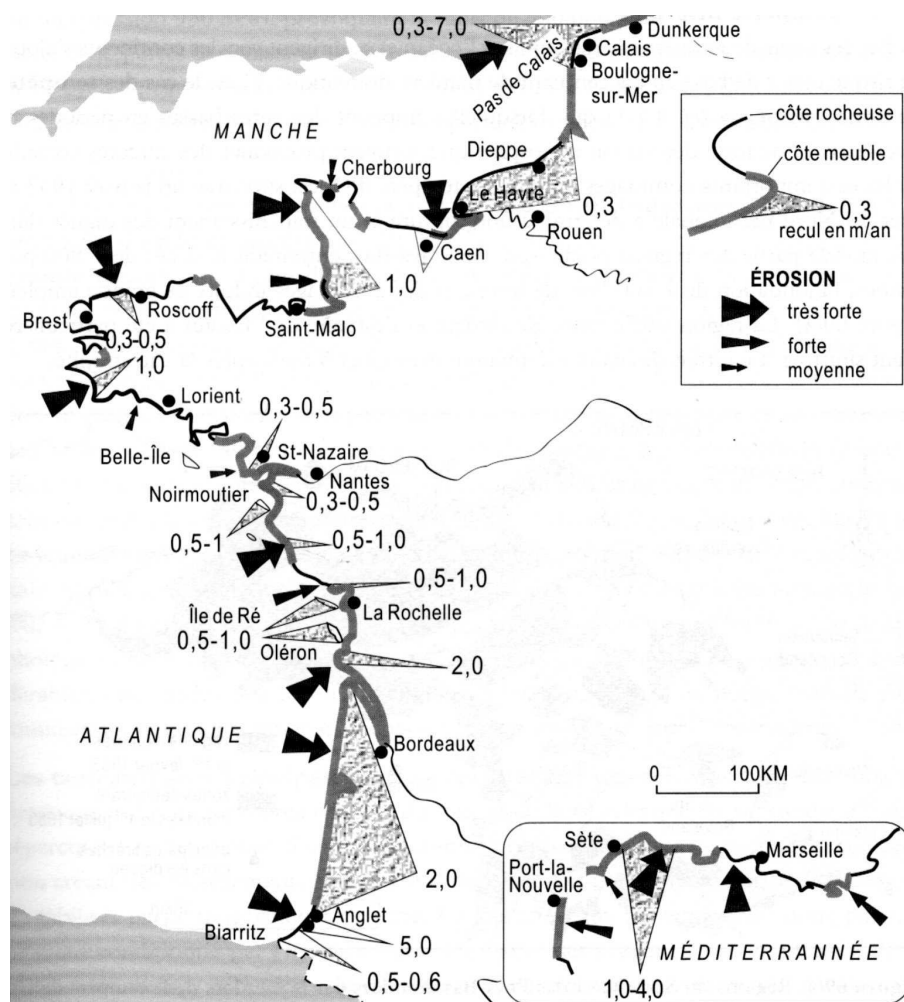 0,3-7,0
Dunkerque
Calais
Pas de Calais
Boulogne-
sur-Mer
MANCHE
Cherbourg
Dieppe
Le Havre
0,3
Rouen
Caen
1,0
côte rocheuse
côte meuble
0,3
recul en m/an
ÉROSION
très forte
forte
moyenne
Brest
Roscoff
Saint-Malo
0,3-0,5
1,0
Lorient
0,3-0,5
Belle-Île
St-Nazaire
Nantes
Noirmoutier
0,3-0,5
0,5-1
0,5-1,0
0,5-1,0
Île de Ré
La Rochelle
0,5-1,0
Oléron
2,0
ATLANTIQUE
Bordeaux
0 100KM
2,0
Anglet
Biarritz
5,0
0,5-0,6
Sète
Marseille
Port-la-
Nouvelle
MÉDITERRANNÉE
1,0-4,0